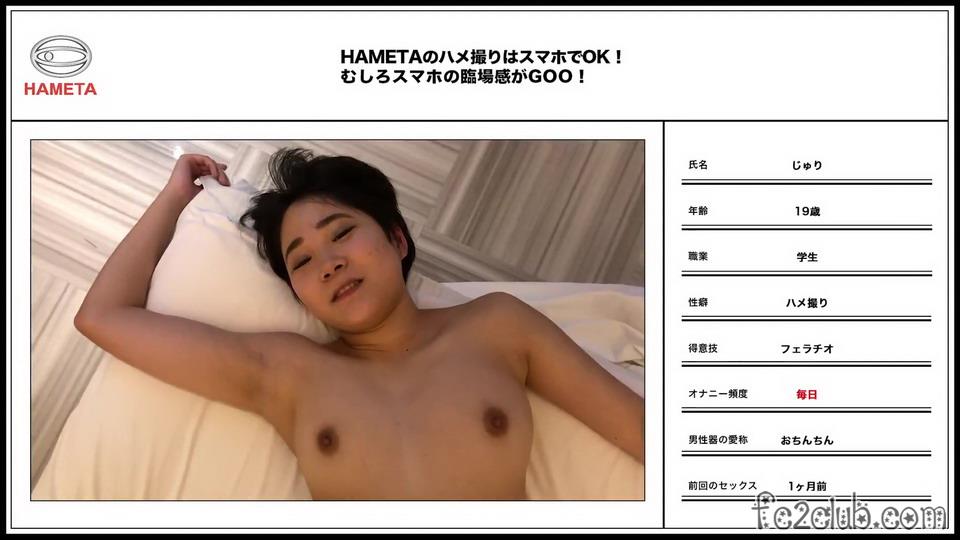 HAMETA
HAMETAのハメ撮りはスマホでOK！
むしろスマホの臨場感がGOO！
氏名 じゅり
年齢 19歳
職業 学生
性癖 ハメ撮り
得意技 フェラチオ
オナニー頻度 毎日
男性器の愛称 おちんちん
前回のセックス 1ヶ月前
fc2club.com